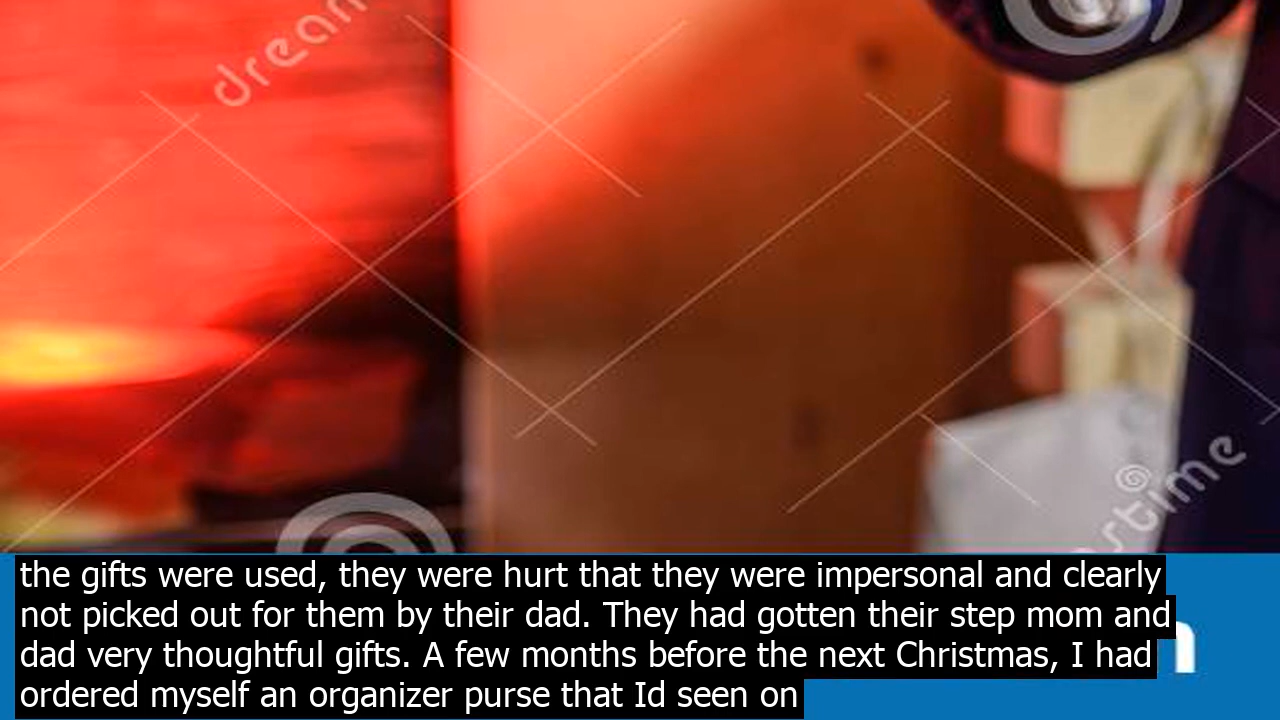 dream
stime
the gifts were used, they were hurt that they were impersonal and clearly
not picked out for them by their dad. They had gotten their step mom and
dad very thoughtful gifts. A few months before the next Christmas, I had
ordered myself an organizer purse that Id seen on